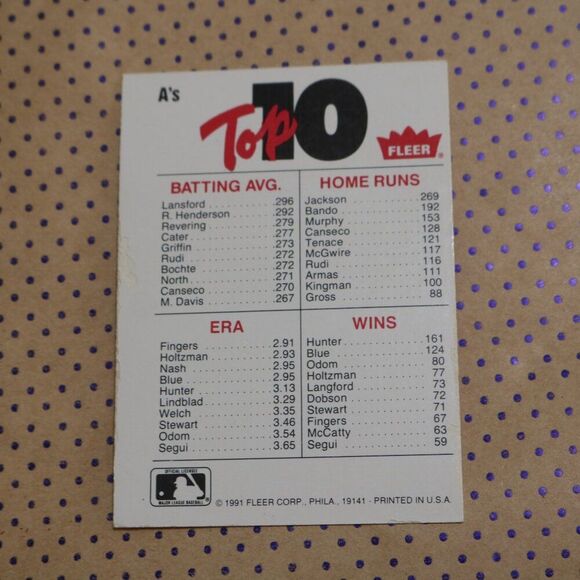 A's
Top 10
FLEER®
BATTING AVG.
Lansford .......... .296
R. Henderson .......... .292
Revering .......... .279
Cater .......... .277
Griffin .......... .273
Rudi .......... .272
Bochte .......... .272
North .......... .271
Canseco .......... .270
M. Davis .......... .267
HOME RUNS
Jackson .......... 269
Bando .......... 192
Murphy .......... 153
Canseco .......... 128
Tenace .......... 121
McGwire .......... 117
Rudi .......... 116
Armas .......... 111
Kingman .......... 100
Gross .......... 88
ERA
Fingers .......... 2.91
Holtzman .......... 2.93
Nash .......... 2.95
Blue .......... 2.95
Hunter .......... 3.13
Lindblad .......... 3.29
Welch .......... 3.35
Stewart .......... 3.46
Odom .......... 3.54
Segui .......... 3.65
WINS
Hunter .......... 161
Blue .......... 124
Odom .......... 80
Holtzman .......... 77
Langford .......... 73
Dobson .......... 72
Stewart .......... 71
Fingers .......... 67
McCatty .......... 63
Segui .......... 59
OFFICIAL LICENSEE
MAJOR LEAGUE BASEBALL
© 1991 FLEER CORP., PHILA., 19141 · PRINTED IN U.S.A.